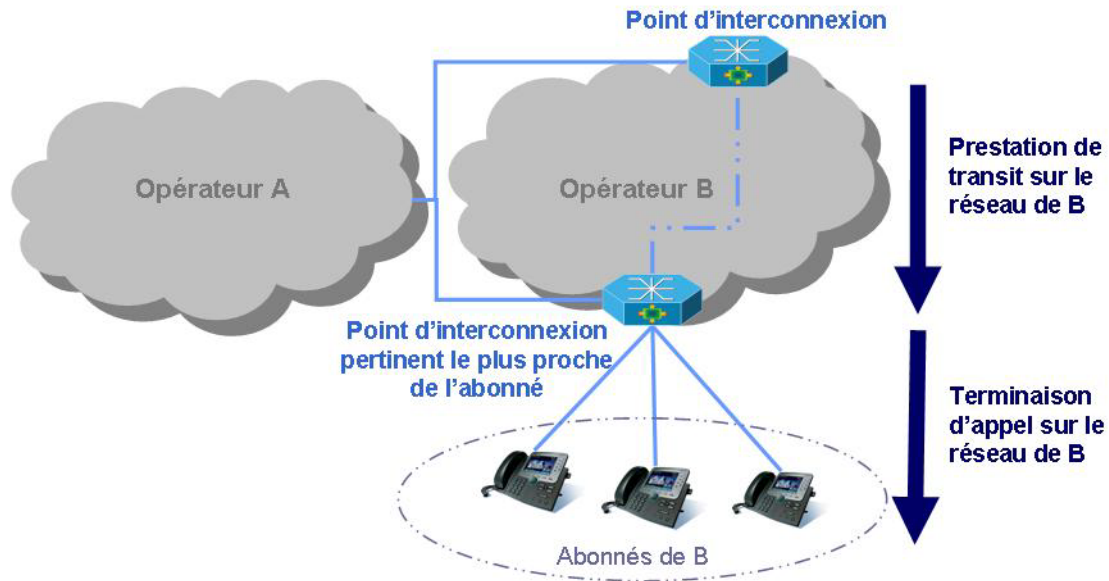 Point d'interconnexion
Opérateur A
Opérateur B
Prestation de
transit sur le
réseau de B
Point d'interconnexion
pertinent le plus proche
de l'abonné
Terminaison
d'appel sur le
réseau de B
Abonnés de B